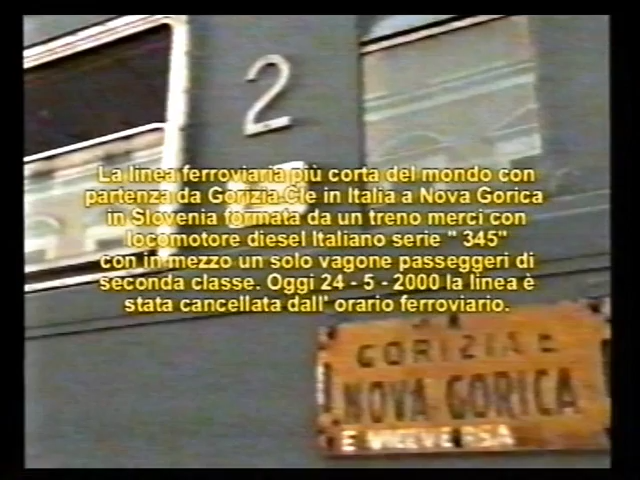 2
La linea ferroviaria più corta del mondo con
partenza da Gorizia C.le in Italia a Nova Gorica
in Slovenia formata da un treno merci con
locomotore diesel Italiano serie " 345"
con in mezzo un solo vagone passeggeri di
seconda classe. Oggi 24 - 5 - 2000 la linea è
stata cancellata dall' orario ferroviario.
GORIZIA E
NOVA GORICA
E VICEVERSA